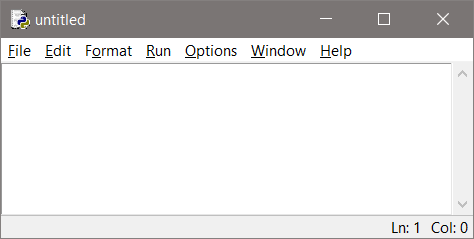 untitled
File Edit Format Run Options Window Help
Ln: 1 Col: 0